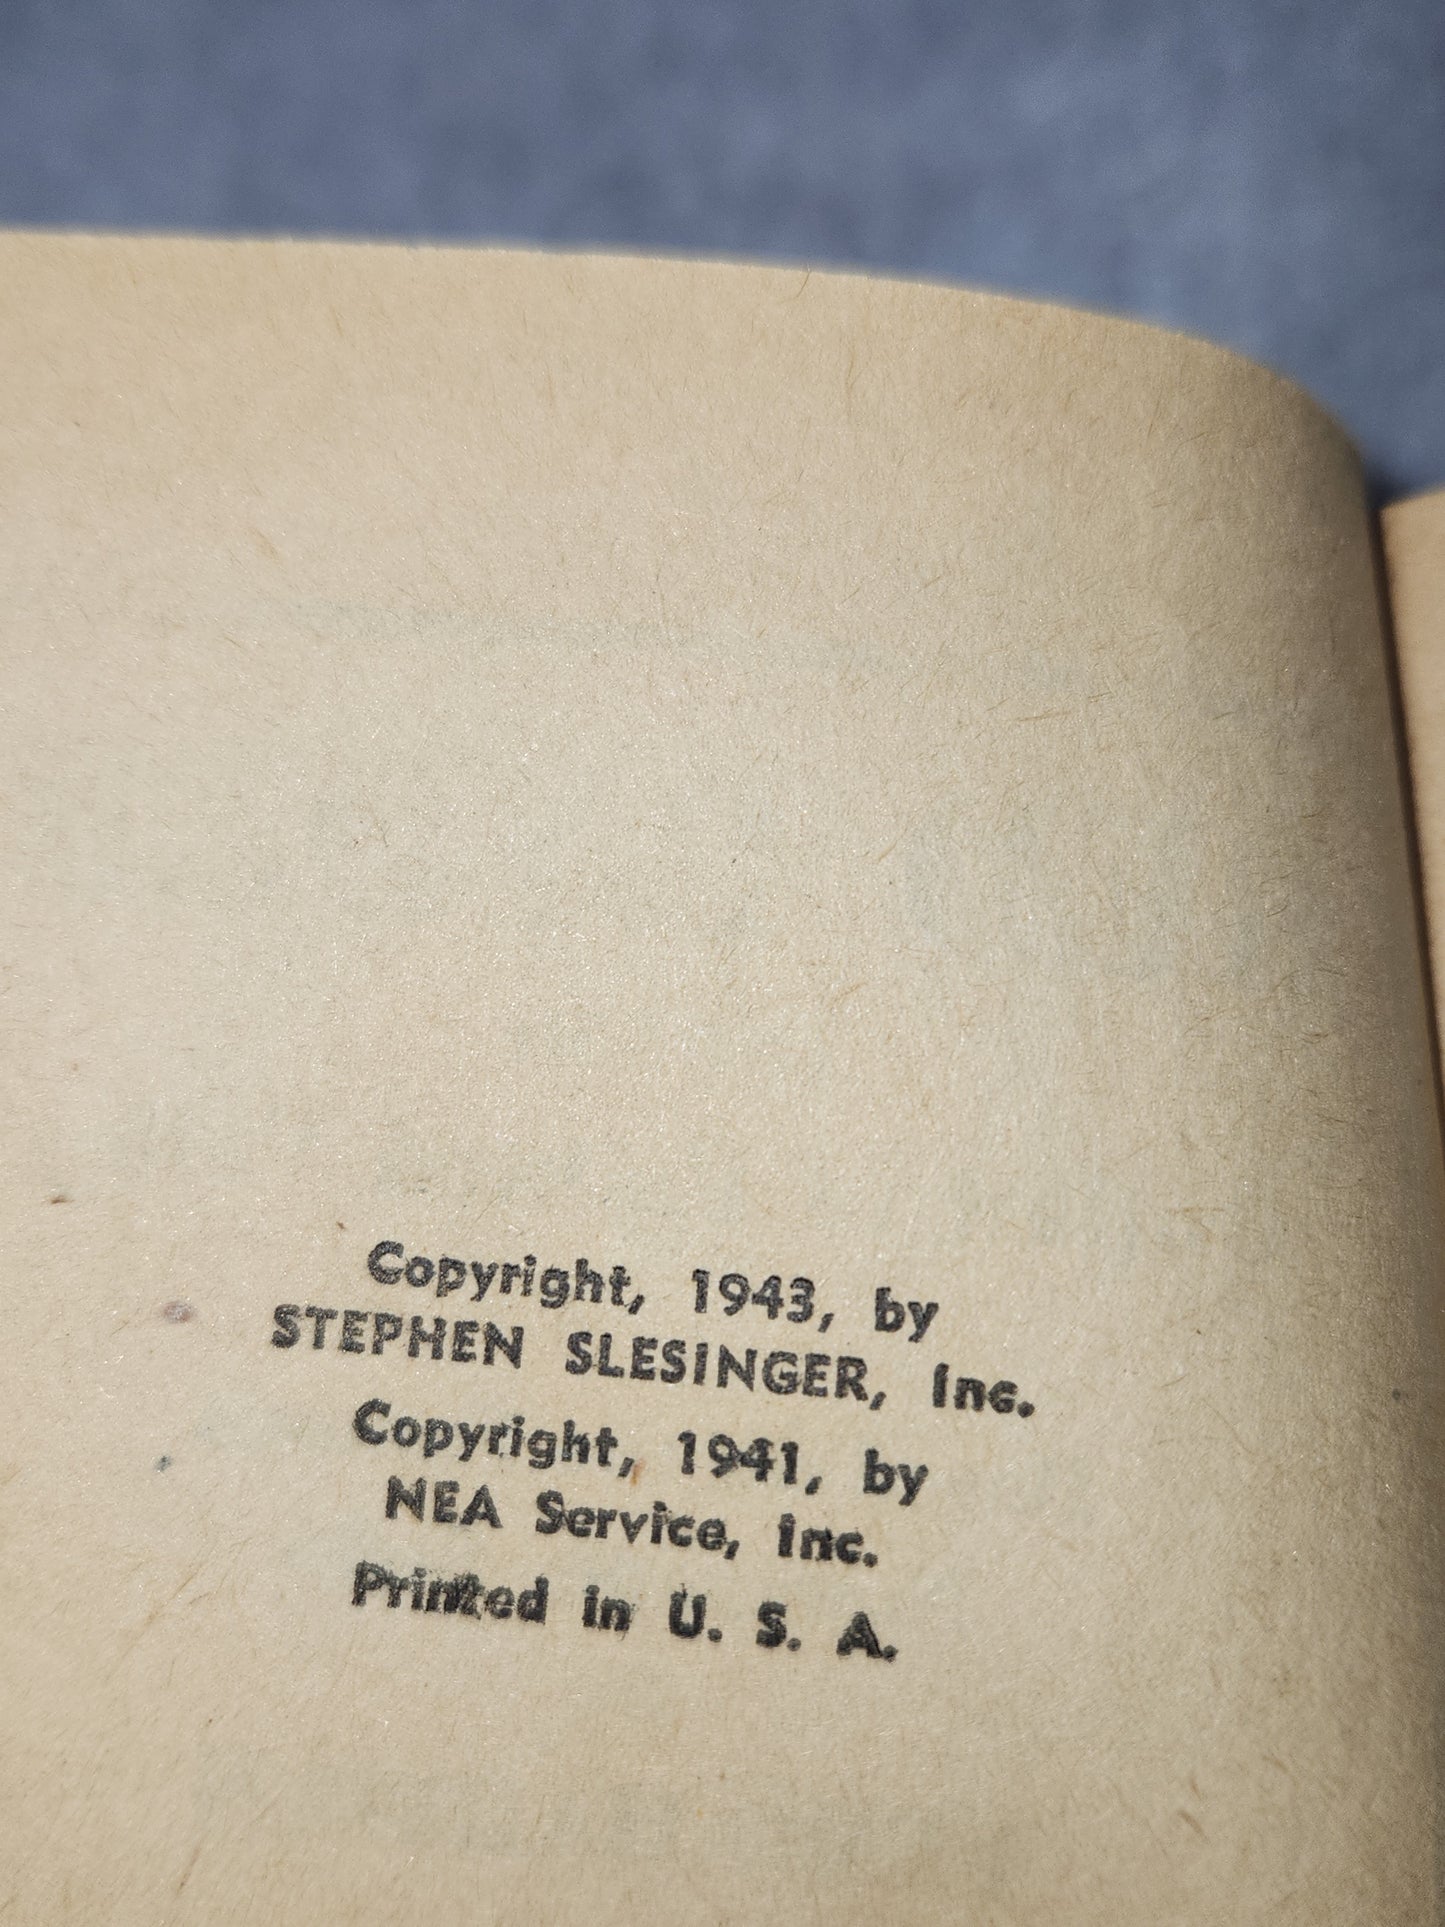 Copyright, 1943, by
STEPHEN SLESINGER, Inc.
Copyright, 1941, by
NEA Service, Inc.
Printed in U. S. A.